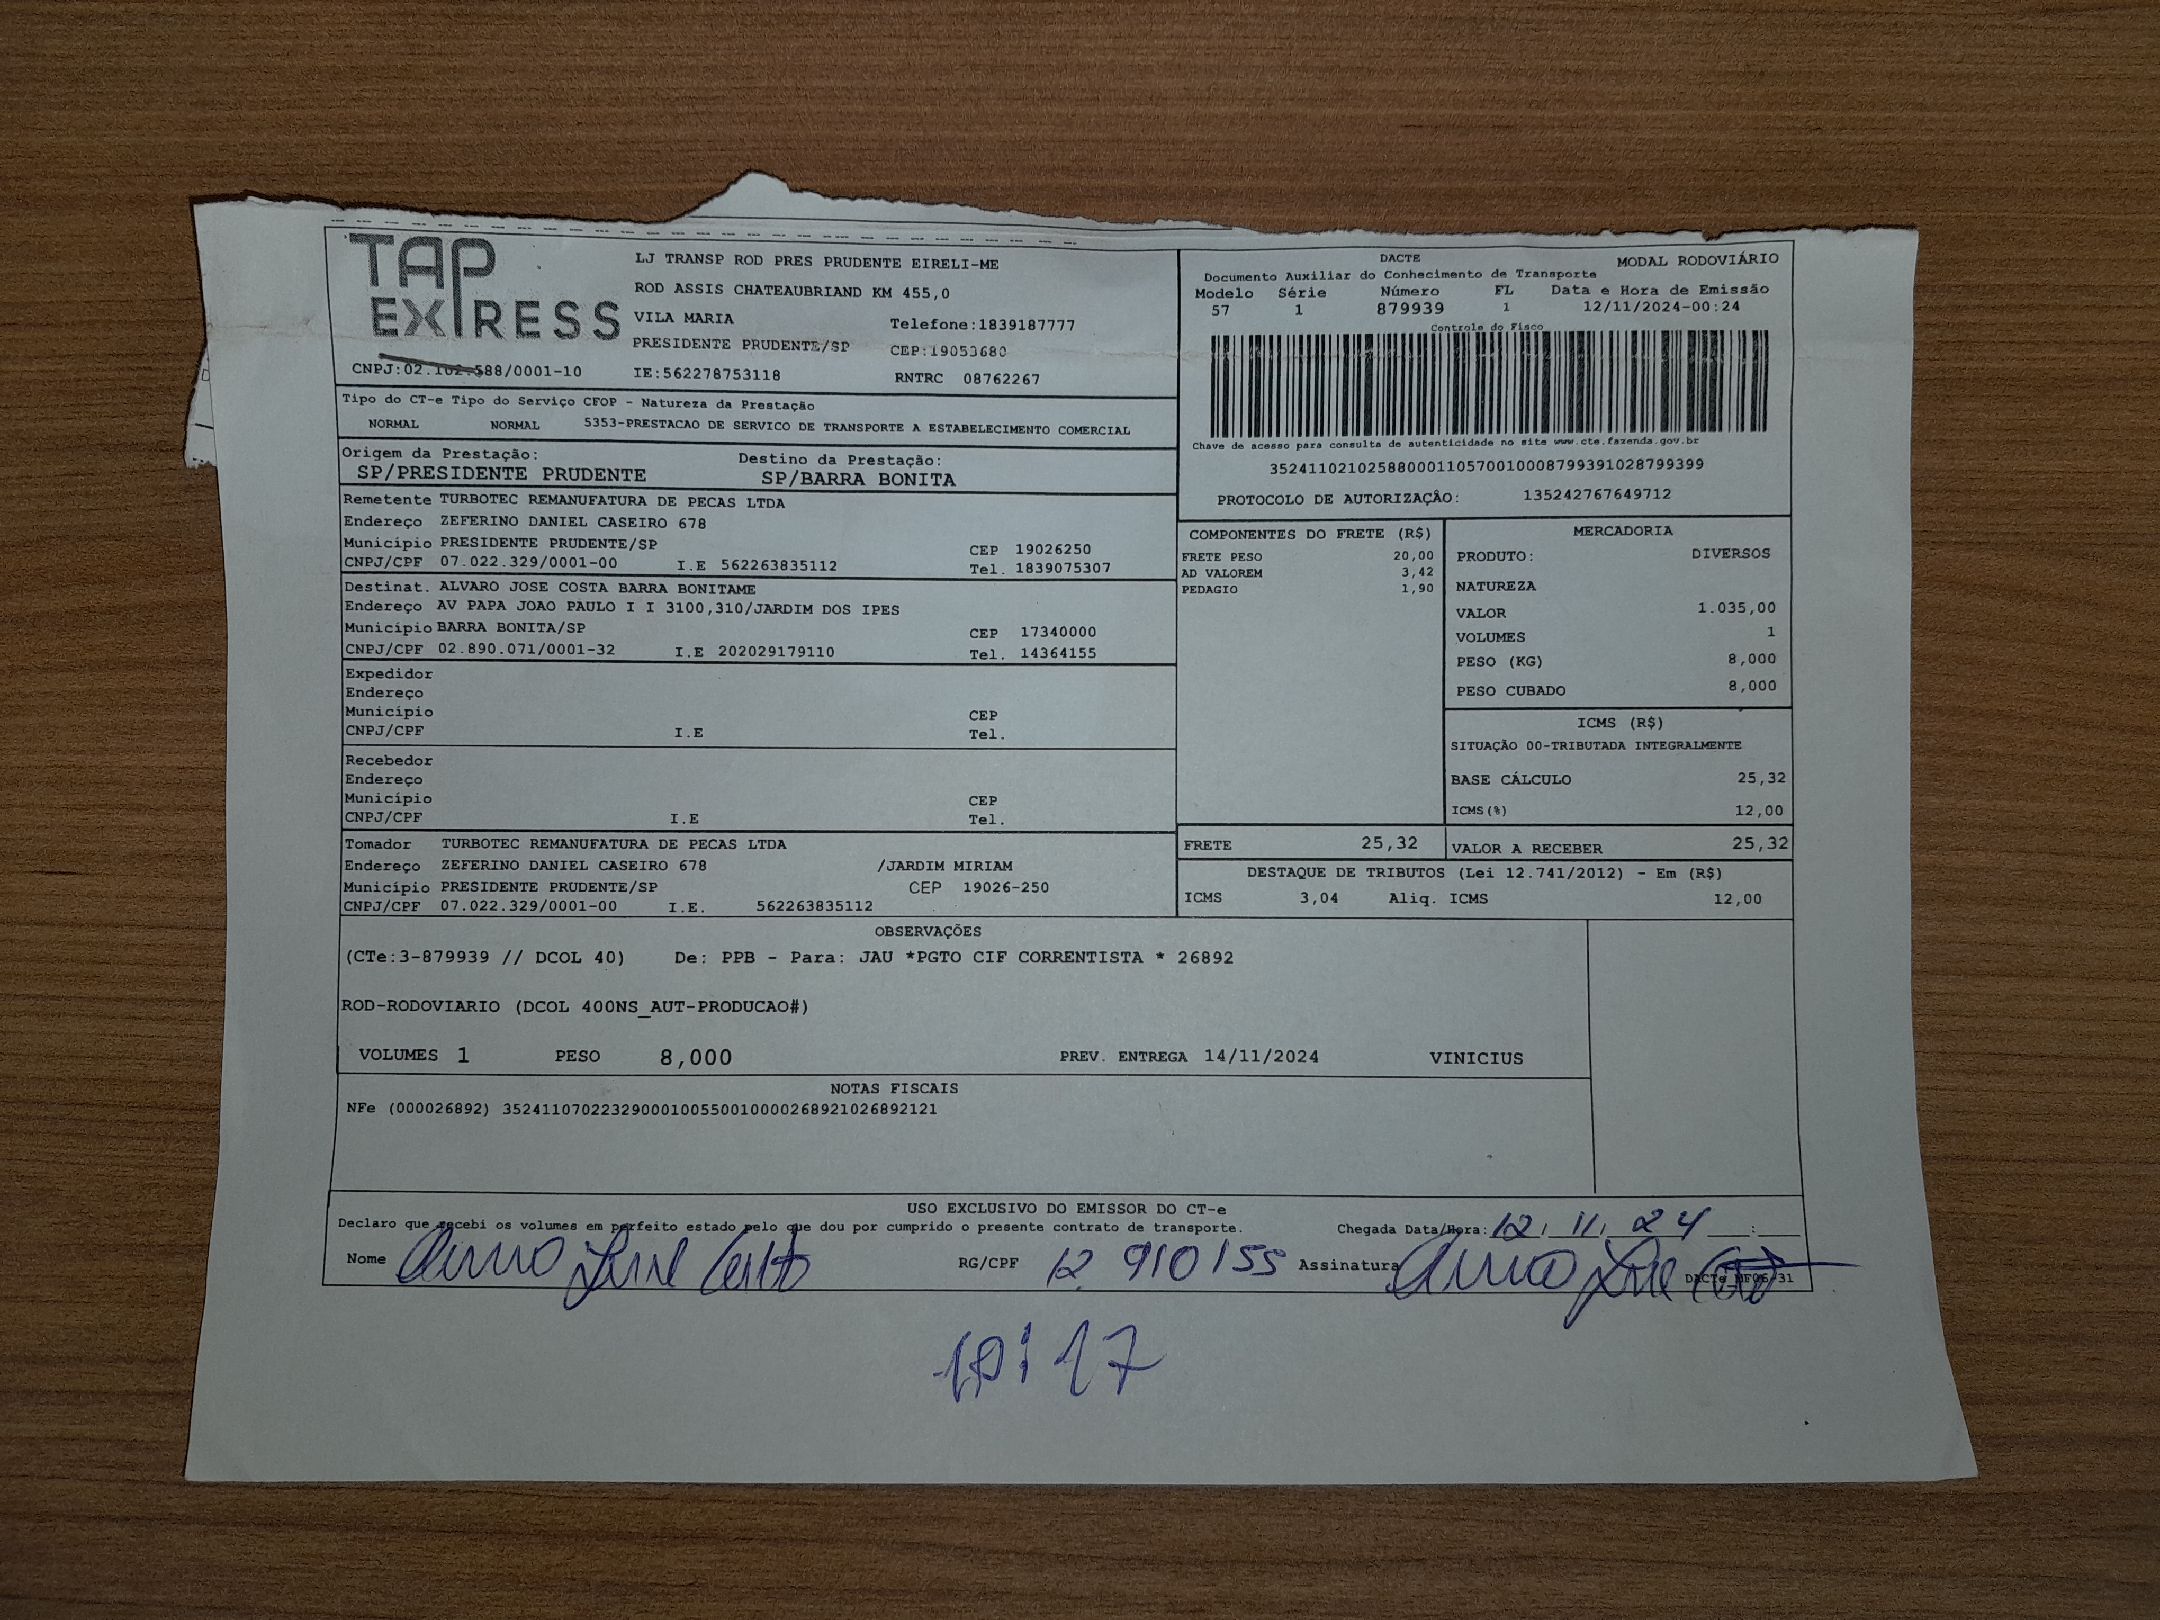 TAP
EXPRESS
LJ TRANSP ROD PRES PRUDENTE EIRELI-ME
ROD ASSIS CHATEAUBRIAND KM 455,0
VILA MARIA Telefone:1839187777
PRESIDENTE PRUDENTE/SP CEP:19053680
CNPJ:02.102.588/0001-10 IE:562278753118 RNTRC 08762267
DACTE MODAL RODOVIÁRIO
Documento Auxiliar do Conhecimento de Transporte
Modelo Série Número FL Data e Hora de Emissão
57 1 879939 1 12/11/2024-00:24
Controle do Fisco
Chave de acesso para consulta de autenticidade no site www.cte.fazenda.gov.br
35241102102588000110570010008799391028799399
PROTOCOLO DE AUTORIZAÇÂO: 135242767649712
Tipo do CT-e Tipo do Serviço CFOP - Natureza da Prestação
NORMAL NORMAL 5353-PRESTACAO DE SERVICO DE TRANSPORTE A ESTABELECIMENTO COMERCIAL
Origem da Prestação: Destino da Prestação:
SP/PRESIDENTE PRUDENTE SP/BARRA BONITA
Remetente TURBOTEC REMANUFATURA DE PECAS LTDA
Endereço ZEFERINO DANIEL CASEIRO 678
Município PRESIDENTE PRUDENTE/SP CEP 19026250
CNPJ/CPF 07.022.329/0001-00 I.E 562263835112 Tel. 1839075307
Destinat. ALVARO JOSE COSTA BARRA BONITAME
Endereço AV PAPA JOAO PAULO I I 3100,310/JARDIM DOS IPES
Município BARRA BONITA/SP CEP 17340000
CNPJ/CPF 02.890.071/0001-32 I.E 202029179110 Tel. 14364155
Expedidor
Endereço
Município CEP
CNPJ/CPF I.E Tel.
Recebedor
Endereço
Município CEP
CNPJ/CPF I.E Tel.
Tomador TURBOTEC REMANUFATURA DE PECAS LTDA
Endereço ZEFERINO DANIEL CASEIRO 678 /JARDIM MIRIAM
Município PRESIDENTE PRUDENTE/SP CEP 19026-250
CNPJ/CPF 07.022.329/0001-00 I.E. 562263835112
COMPONENTES DO FRETE (R$)
FRETE PESO 20,00
AD VALOREM 3,42
PEDAGIO 1,90
MERCADORIA
PRODUTO: DIVERSOS
NATUREZA
VALOR 1.035,00
VOLUMES 1
PESO (KG) 8,000
PESO CUBADO 8,000
ICMS (R$)
SITUAÇÃO 00-TRIBUTADA INTEGRALMENTE
BASE CÁLCULO 25,32
ICMS(%) 12,00
FRETE 25,32 VALOR A RECEBER 25,32
DESTAQUE DE TRIBUTOS (Lei 12.741/2012) - Em (R$)
ICMS 3,04 Aliq. ICMS 12,00
OBSERVAÇÕES
(CTe:3-879939 // DCOL 40) De: PPB - Para: JAU *PGTO CIF CORRENTISTA * 26892
ROD-RODOVIARIO (DCOL 400NS_AUT-PRODUCAO#)
VOLUMES 1 PESO 8,000 PREV. ENTREGA 14/11/2024 VINICIUS
NOTAS FISCAIS
NFe (000026892) 35241107022329000100550010000268921026892121
USO EXCLUSIVO DO EMISSOR DO CT-e
Declaro que recebi os volumes em perfeito estado pelo que dou por cumprido o presente contrato de transporte. Chegada Data/Hora: 12, 11, 24
Nome RG/CPF 12 910155 Assinatura
DACTe MF06-31